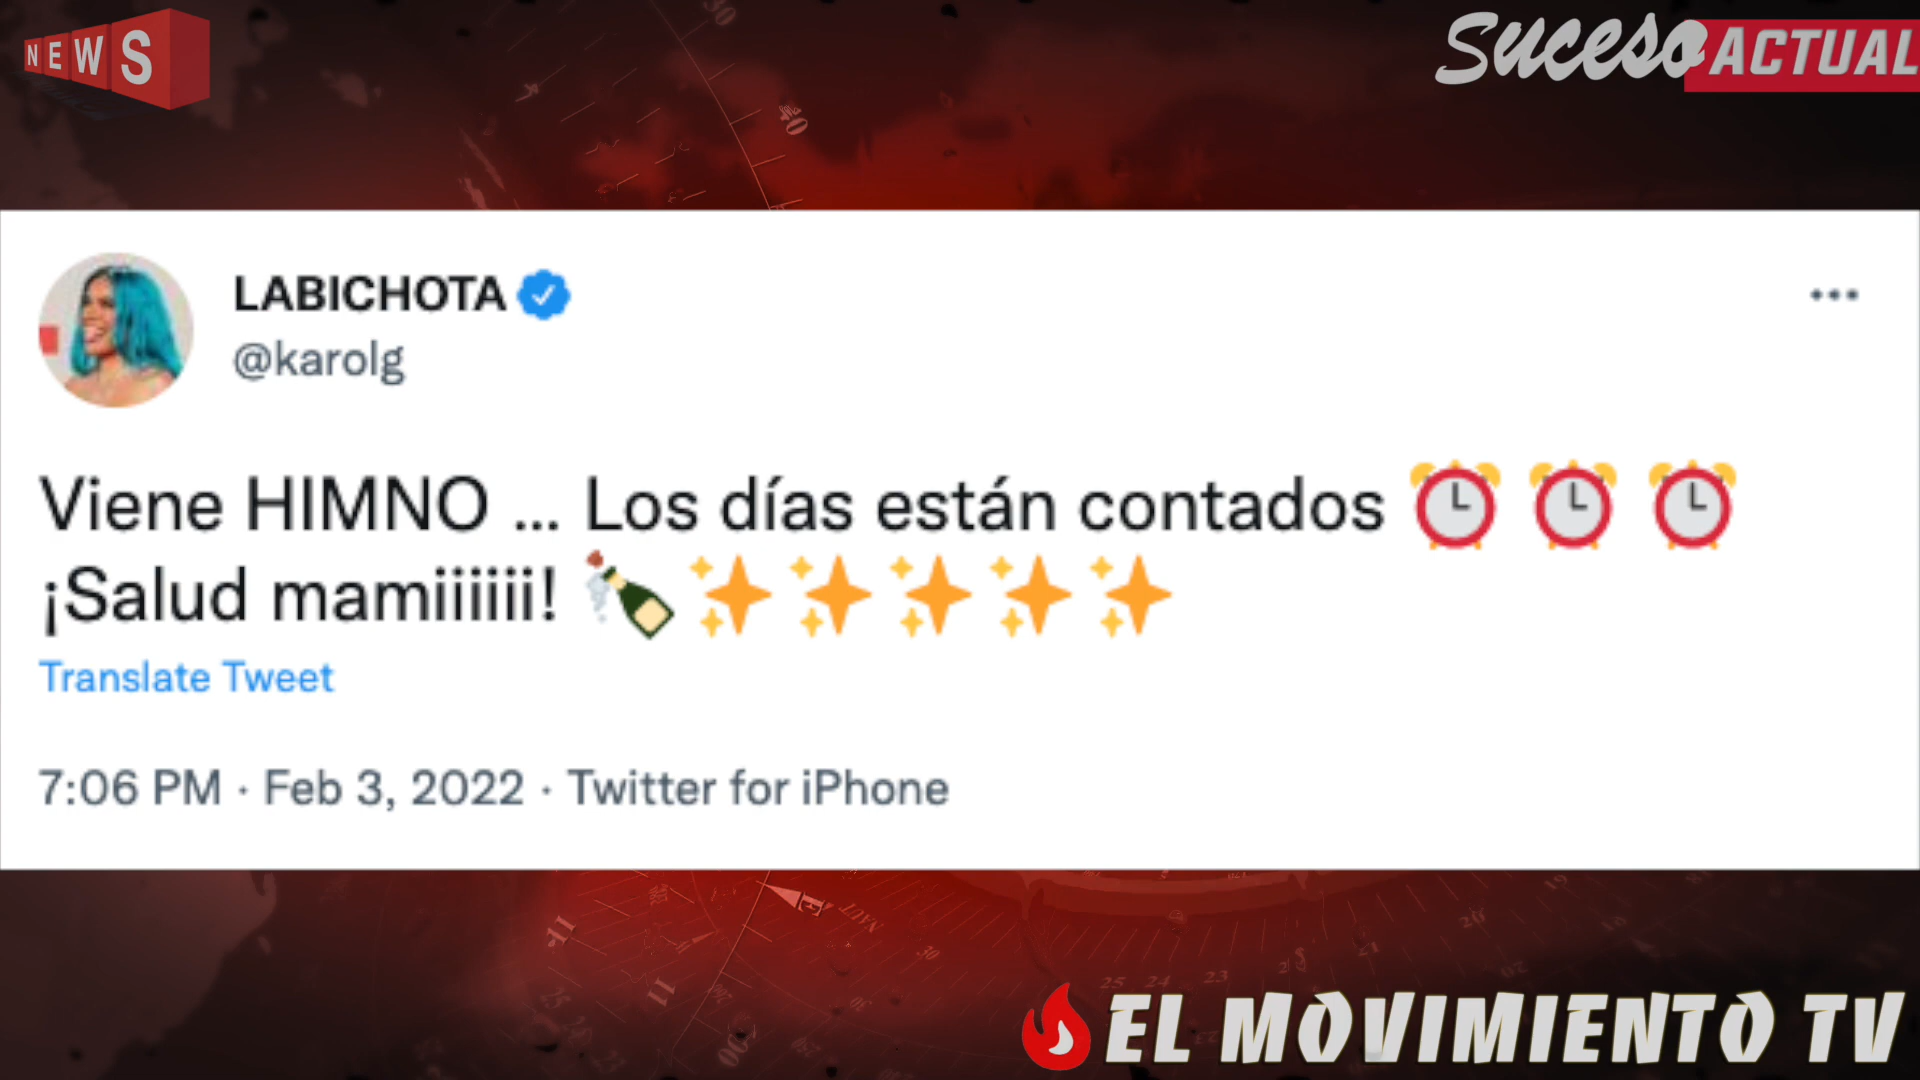 NEWS
Suceso ACTUAL
LABICHOTA
@karolg
Viene HIMNO ... Los días están contados ⏰ ⏰ ⏰
¡Salud mamiiiiiii! 🍾 ✨ ✨ ✨ ✨ ✨
Translate Tweet
7:06 PM · Feb 3, 2022 · Twitter for iPhone
EL MOVIMIENTO TV